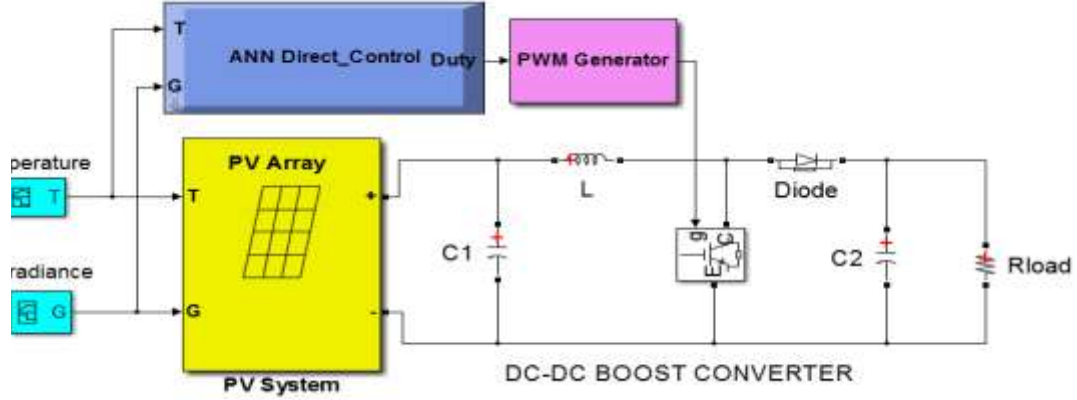 T
ANN Direct_Control
Duty
PWM Generator
G
perature
T
PV Array
T
+
L
Diode
g
C
E
C1
C2
Rload
radiance
G
G
-
DC-DC BOOST CONVERTER
PV System